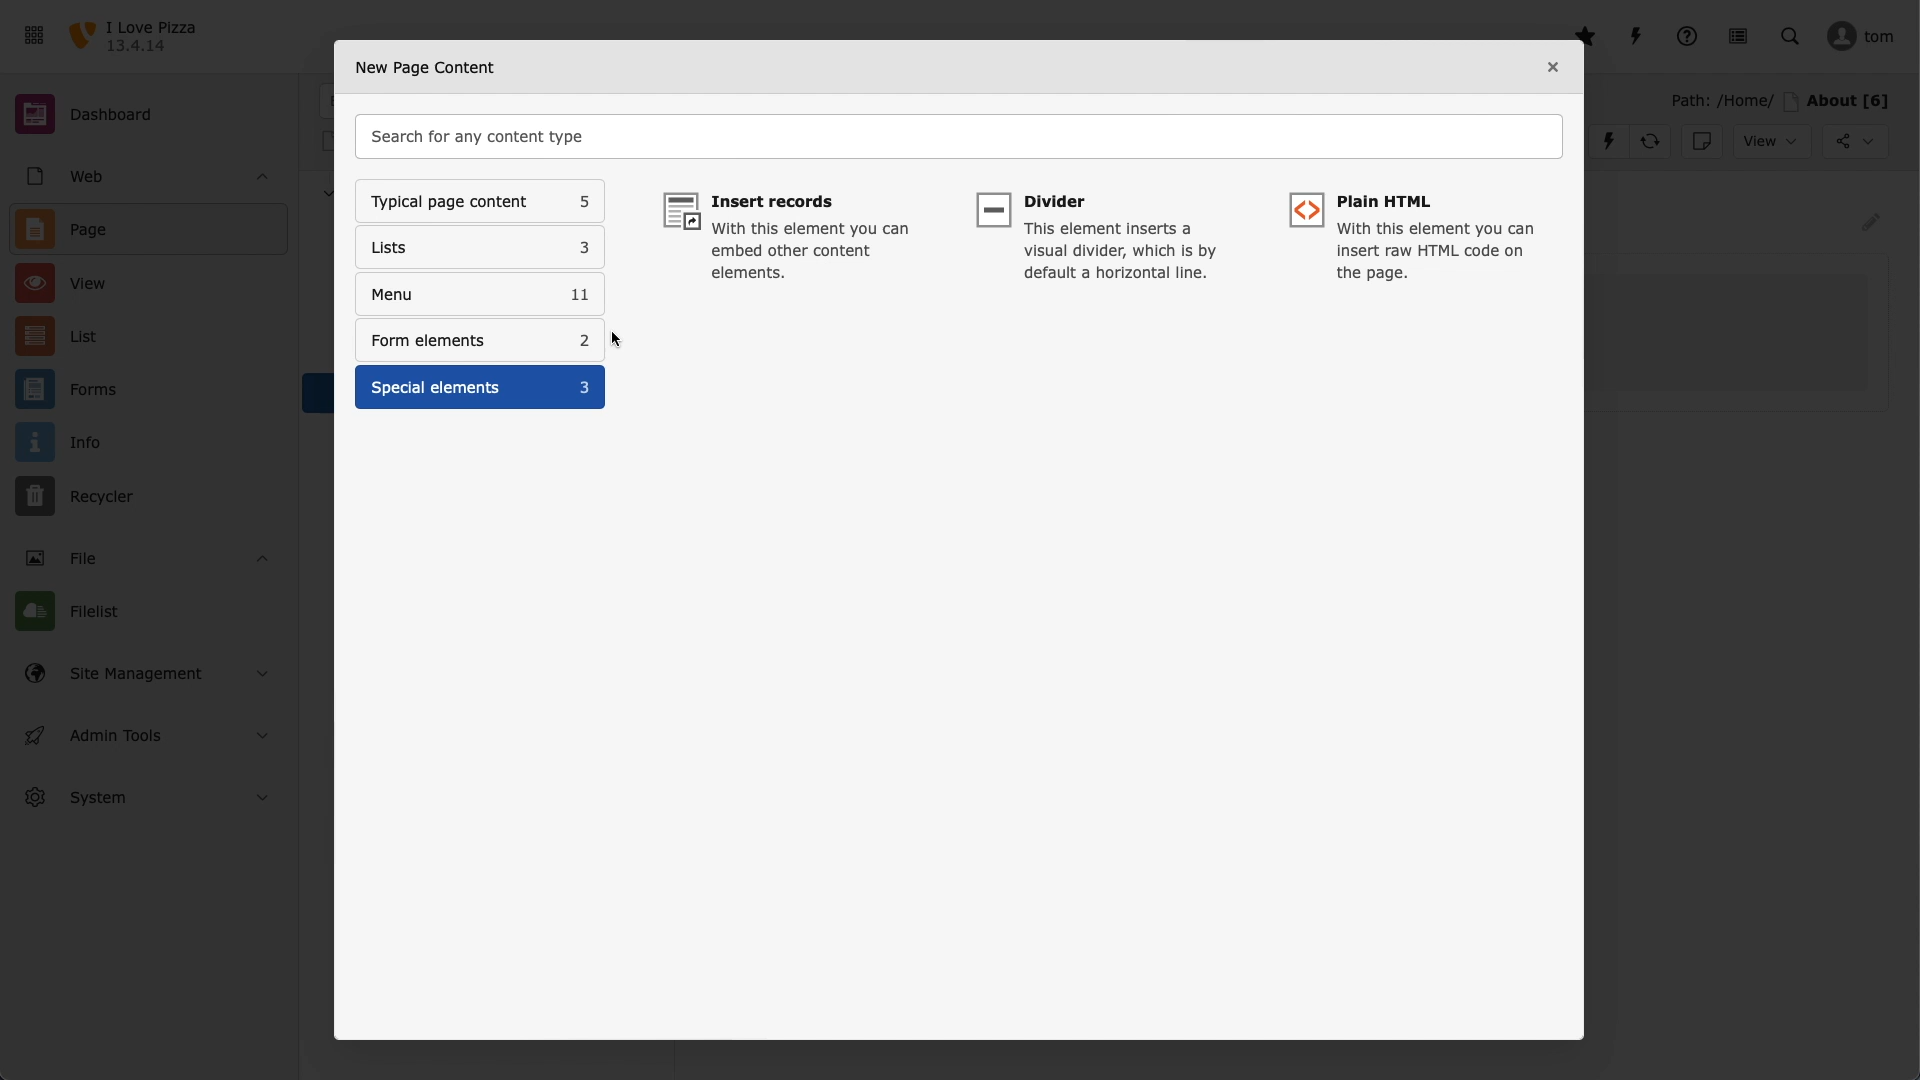 I Love Pizza
13.4.14
tom
New Page Content
Path: /Home/ About [6]
Search for any content type
View
Dashboard
Web
Page
View
List
Forms
Info
Recycler
File
Filelist
Site Management
Admin Tools
System
Typical page content 5
Lists 3
Menu 11
Form elements 2
Special elements 3
Insert records
With this element you can
embed other content
elements.
Divider
This element inserts a
visual divider, which is by
default a horizontal line.
Plain HTML
With this element you can
insert raw HTML code on
the page.